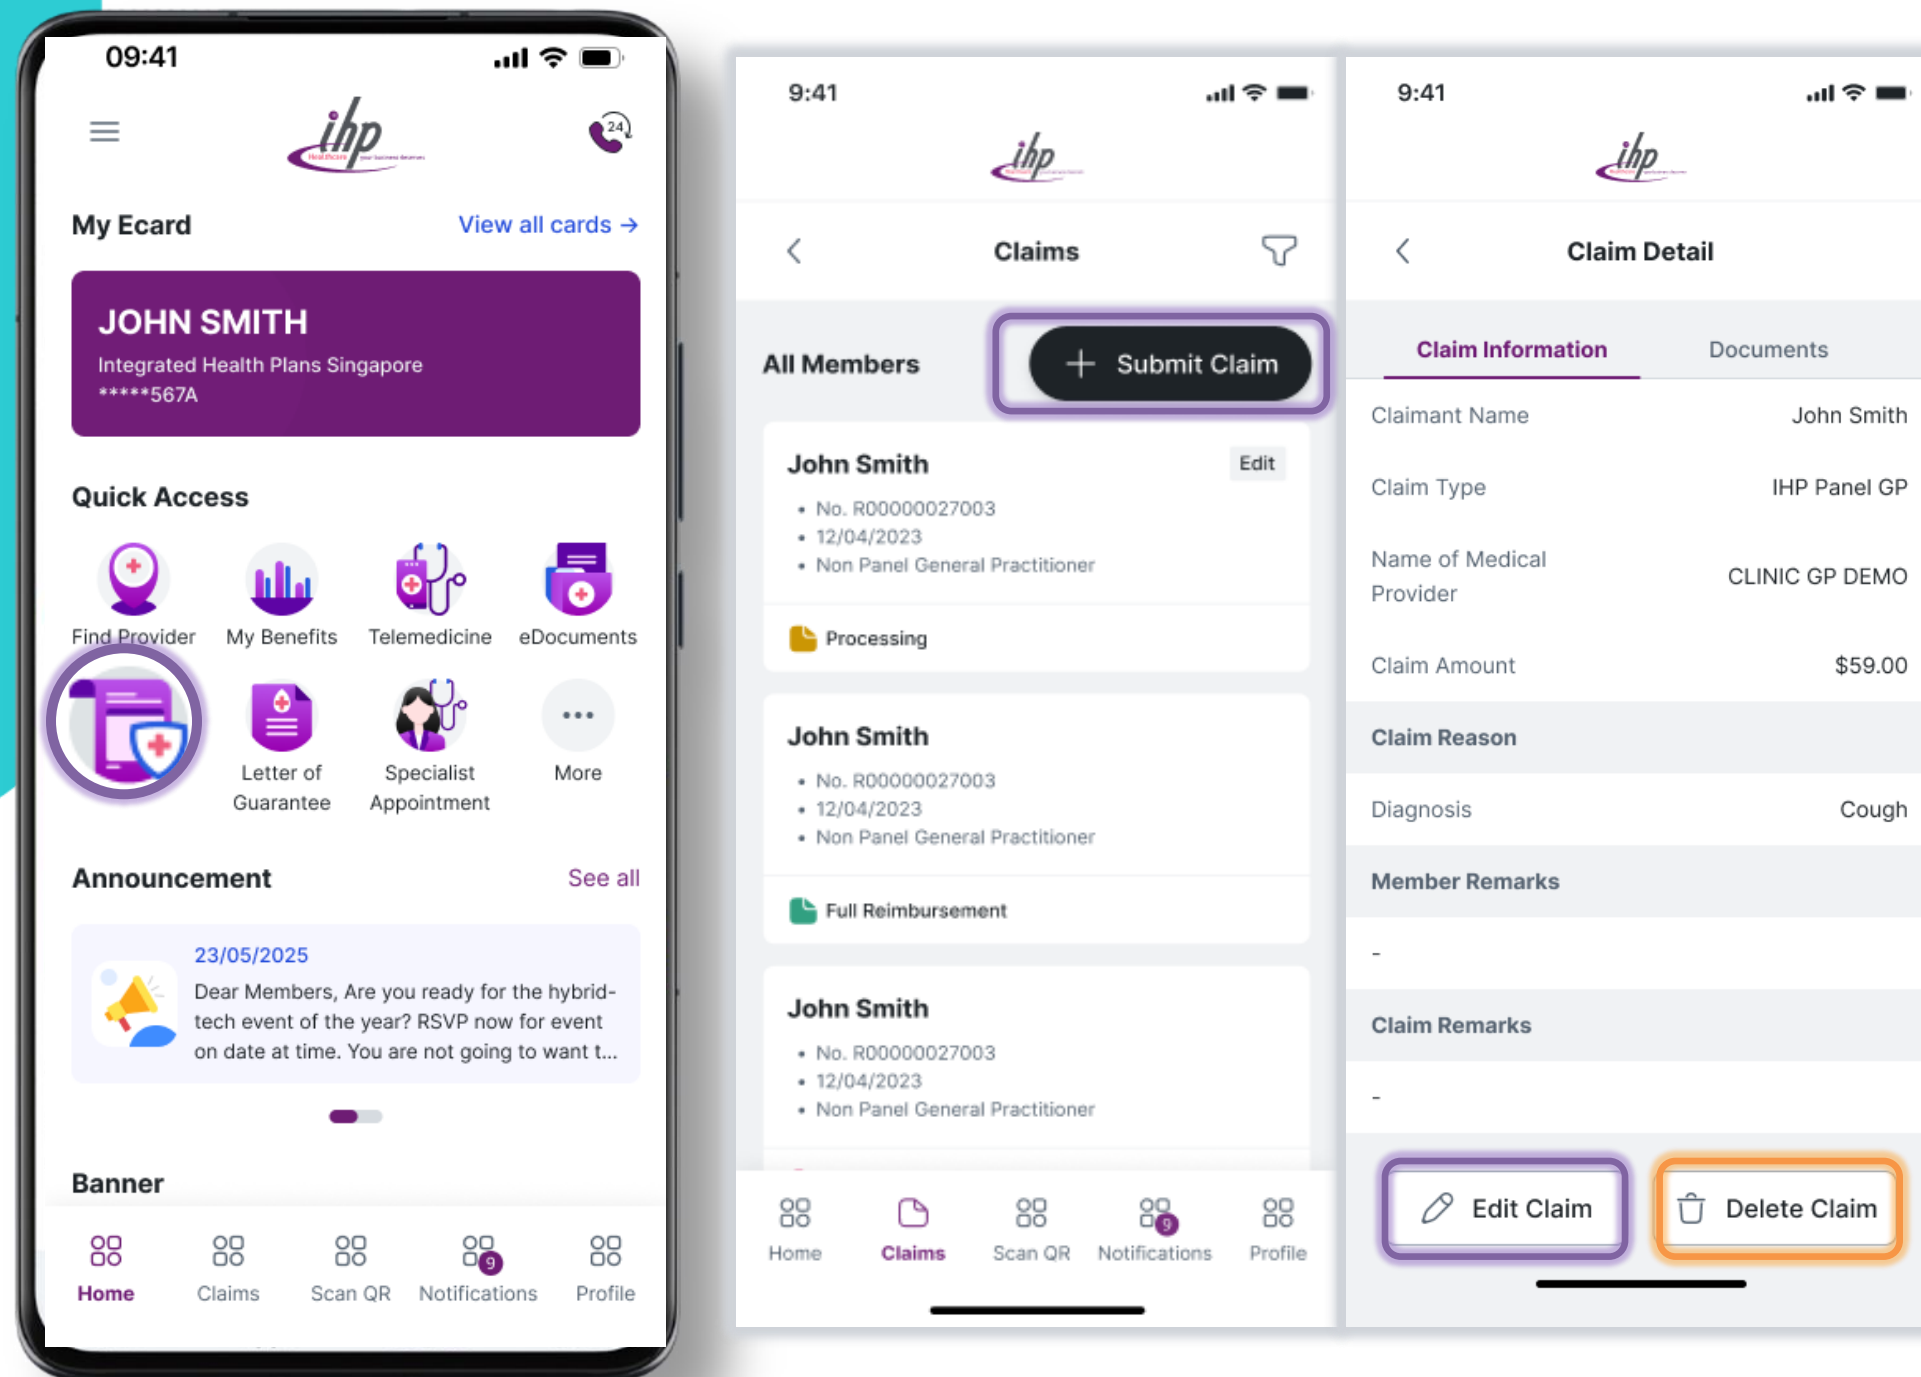 09:41
ihp
24
My Ecard
View all cards →
JOHN SMITH
Integrated Health Plans Singapore
*****567A
Quick Access
Find Provider
My Benefits
Telemedicine
eDocuments
Letter of
Guarantee
Specialist
Appointment
More
Announcement
See all
23/05/2025
Dear Members, Are you ready for the hybrid-
tech event of the year? RSVP now for event
on date at time. You are not going to want t...
Banner
9
Home
Claims
Scan QR
Notifications
Profile
9:41
ihp
Claims
All Members
+ Submit Claim
John Smith
Edit
• No. R00000027003
• 12/04/2023
• Non Panel General Practitioner
Processing
John Smith
• No. R00000027003
• 12/04/2023
• Non Panel General Practitioner
Full Reimbursement
John Smith
• No. R00000027003
• 12/04/2023
• Non Panel General Practitioner
9
Home
Claims
Scan QR
Notifications
Profile
9:41
ihp
Claim Detail
Claim Information
Documents
Claimant Name
John Smith
Claim Type
IHP Panel GP
Name of Medical
Provider
CLINIC GP DEMO
Claim Amount
$59.00
Claim Reason
Diagnosis
Cough
Member Remarks
-
Claim Remarks
-
Edit Claim
Delete Claim